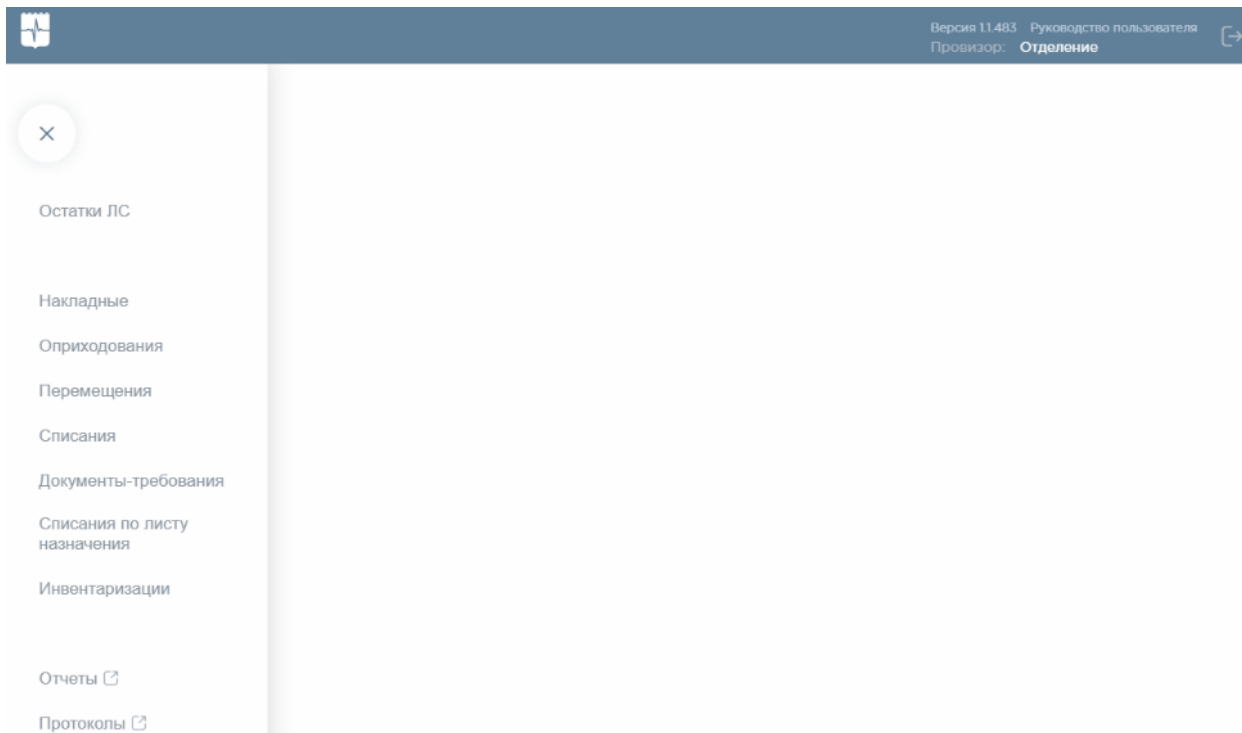 Версия 1.1.483 Руководство пользователя
Провизор: Отделение
Остатки ЛС
Накладные
Оприходования
Перемещения
Списания
Документы-требования
Списания по листу
назначения
Инвентаризации
Отчеты
Протоколы